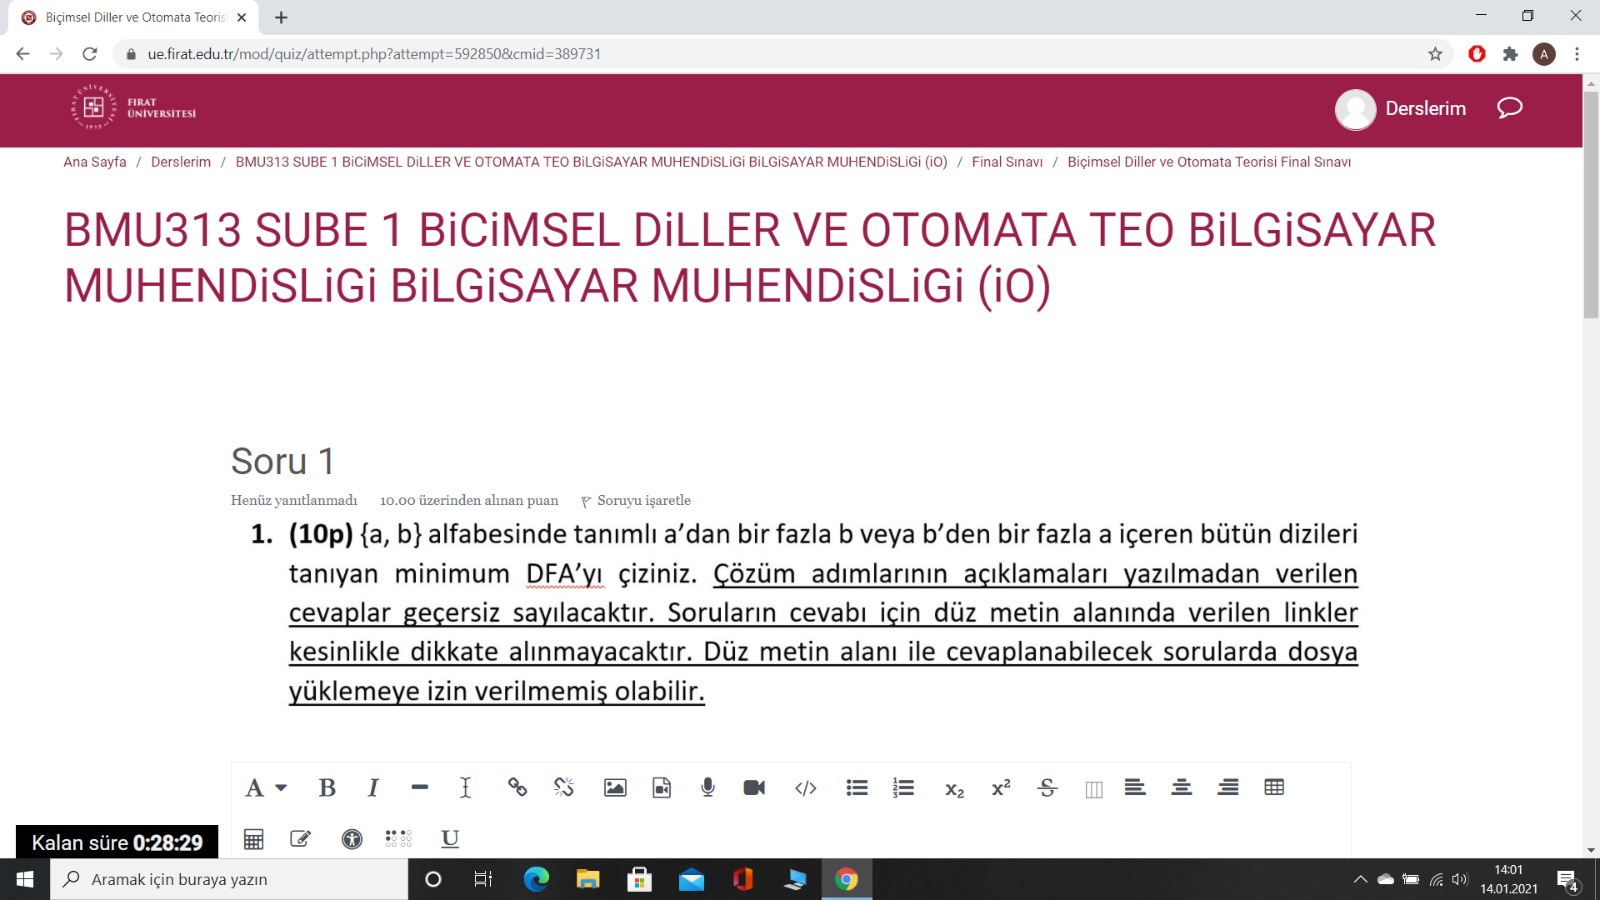 Biçimsel Diller ve Otomata Teoris
ue.firat.edu.tr/mod/quiz/attempt.php?attempt=592850&cmid=389731
A
FIRAT
ÜNİVERSİTESİ
Derslerim
Ana Sayfa / Derslerim / BMU313 SUBE 1 BiCiMSEL DiLLER VE OTOMATA TEO BiLGiSAYAR MUHENDiSLiGi BiLGiSAYAR MUHENDiSLiGi (iO) / Final Sınavı / Biçimsel Diller ve Otomata Teorisi Final Sınavı
BMU313 SUBE 1 BiCiMSEL DiLLER VE OTOMATA TEO BiLGiSAYAR
MUHENDiSLiGi BiLGiSAYAR MUHENDiSLiGi (iO)
Soru 1
Henüz yanıtlanmadı 10.00 üzerinden alınan puan Soruyu işaretle
1. (10p) {a, b} alfabesinde tanımlı a’dan bir fazla b veya b’den bir fazla a içeren bütün dizileri
tanıyan minimum DFA’yı çiziniz. Çözüm adımlarının açıklamaları yazılmadan verilen
cevaplar geçersiz sayılacaktır. Soruların cevabı için düz metin alanında verilen linkler
kesinlikle dikkate alınmayacaktır. Düz metin alanı ile cevaplanabilecek sorularda dosya
yüklemeye izin verilmemiş olabilir.
Kalan süre 0:28:29
Aramak için buraya yazın
14:01
14.01.2021
4